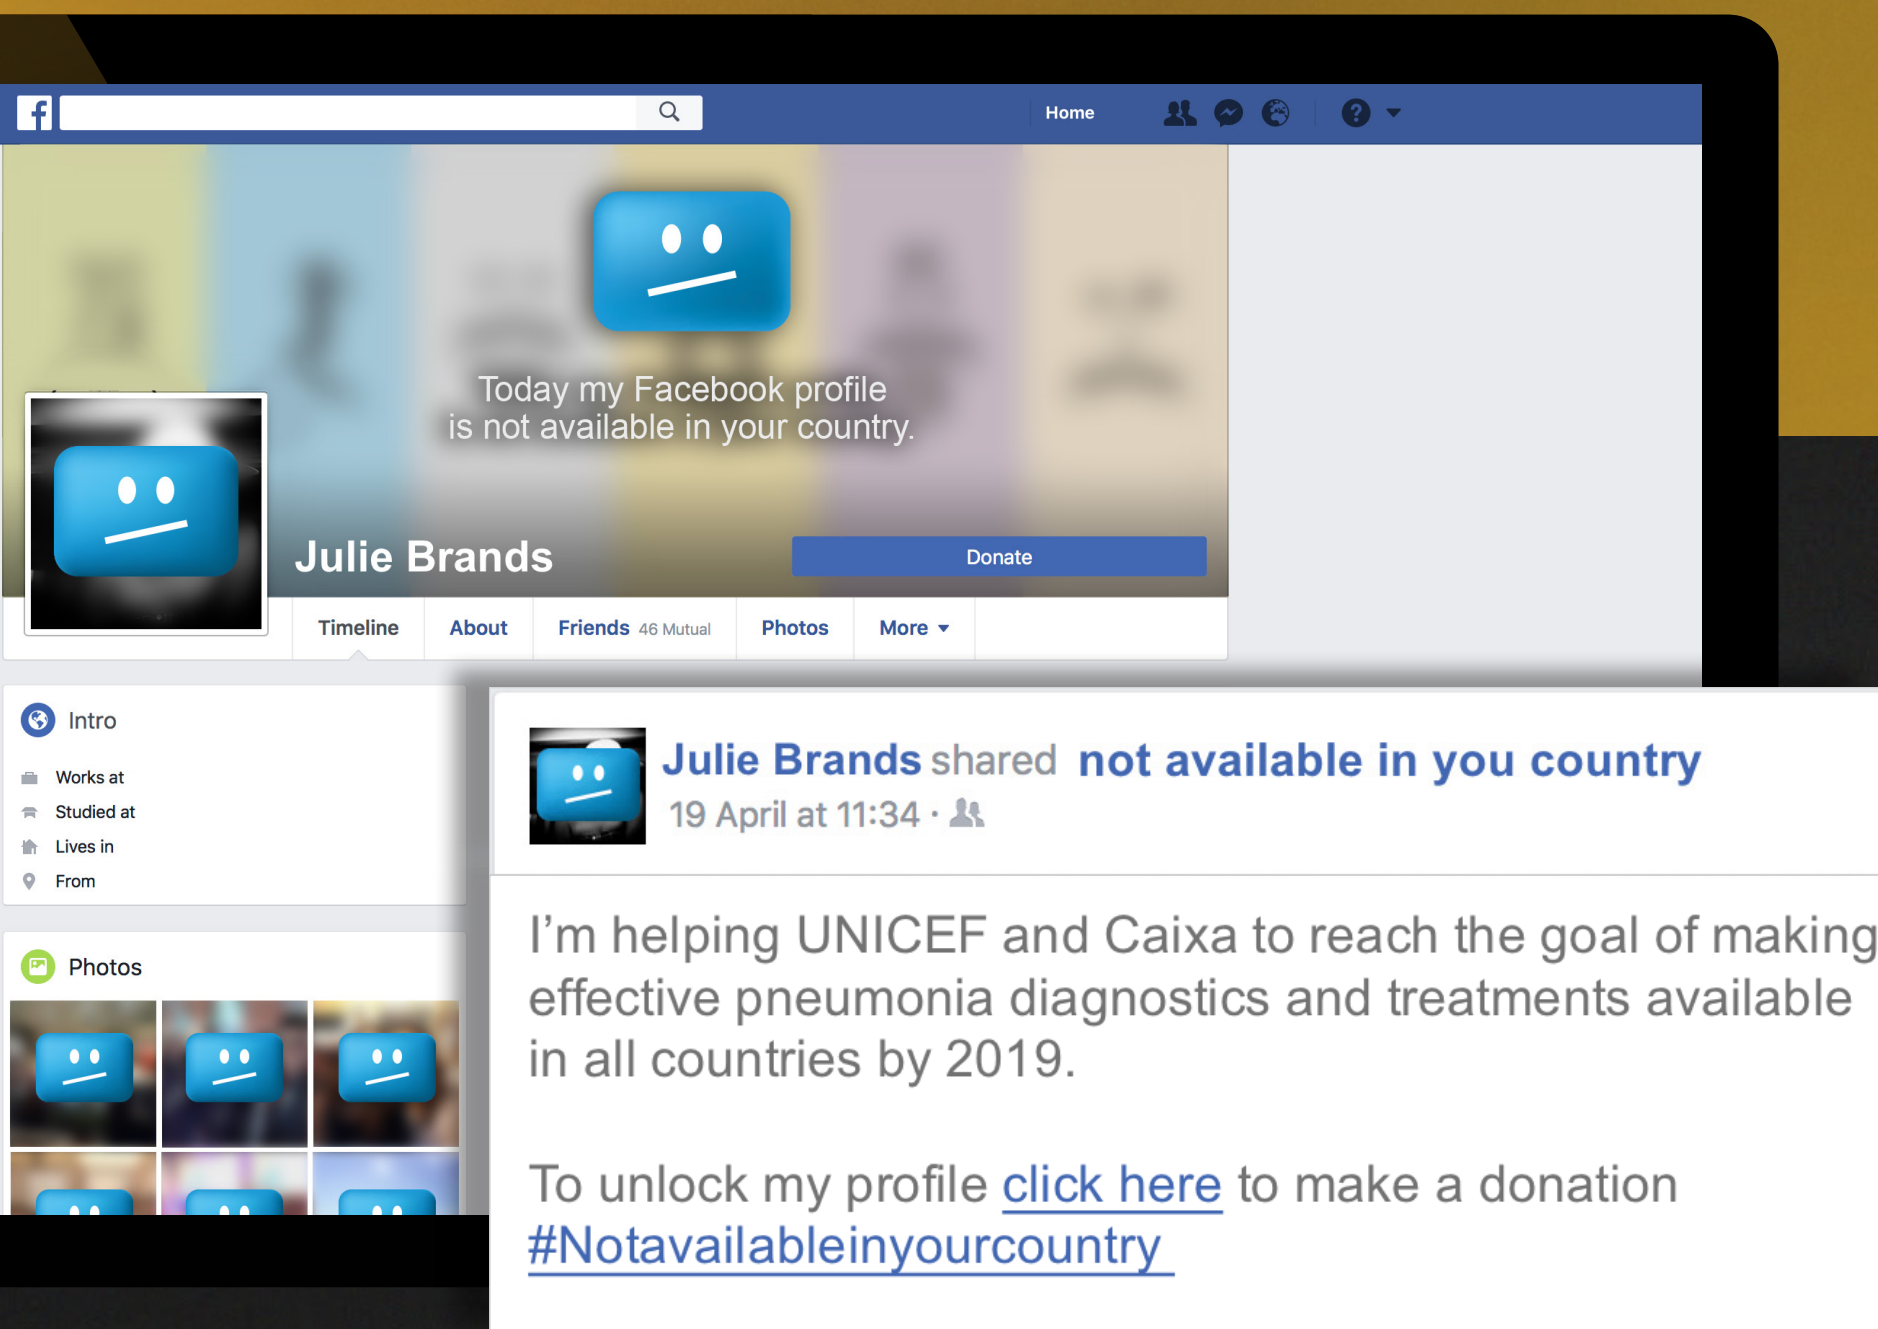 Home
Today my Facebook profile
is not available in your country.
Julie Brands
Donate
Timeline About Friends 46 Mutual Photos More
Intro
Works at
Studied at
Lives in
From
Photos
Julie Brands shared not available in you country
19 April at 11:34 ·
I'm helping UNICEF and Caixa to reach the goal of making
effective pneumonia diagnostics and treatments available
in all countries by 2019.
To unlock my profile click here to make a donation
#Notavailableinyourcountry